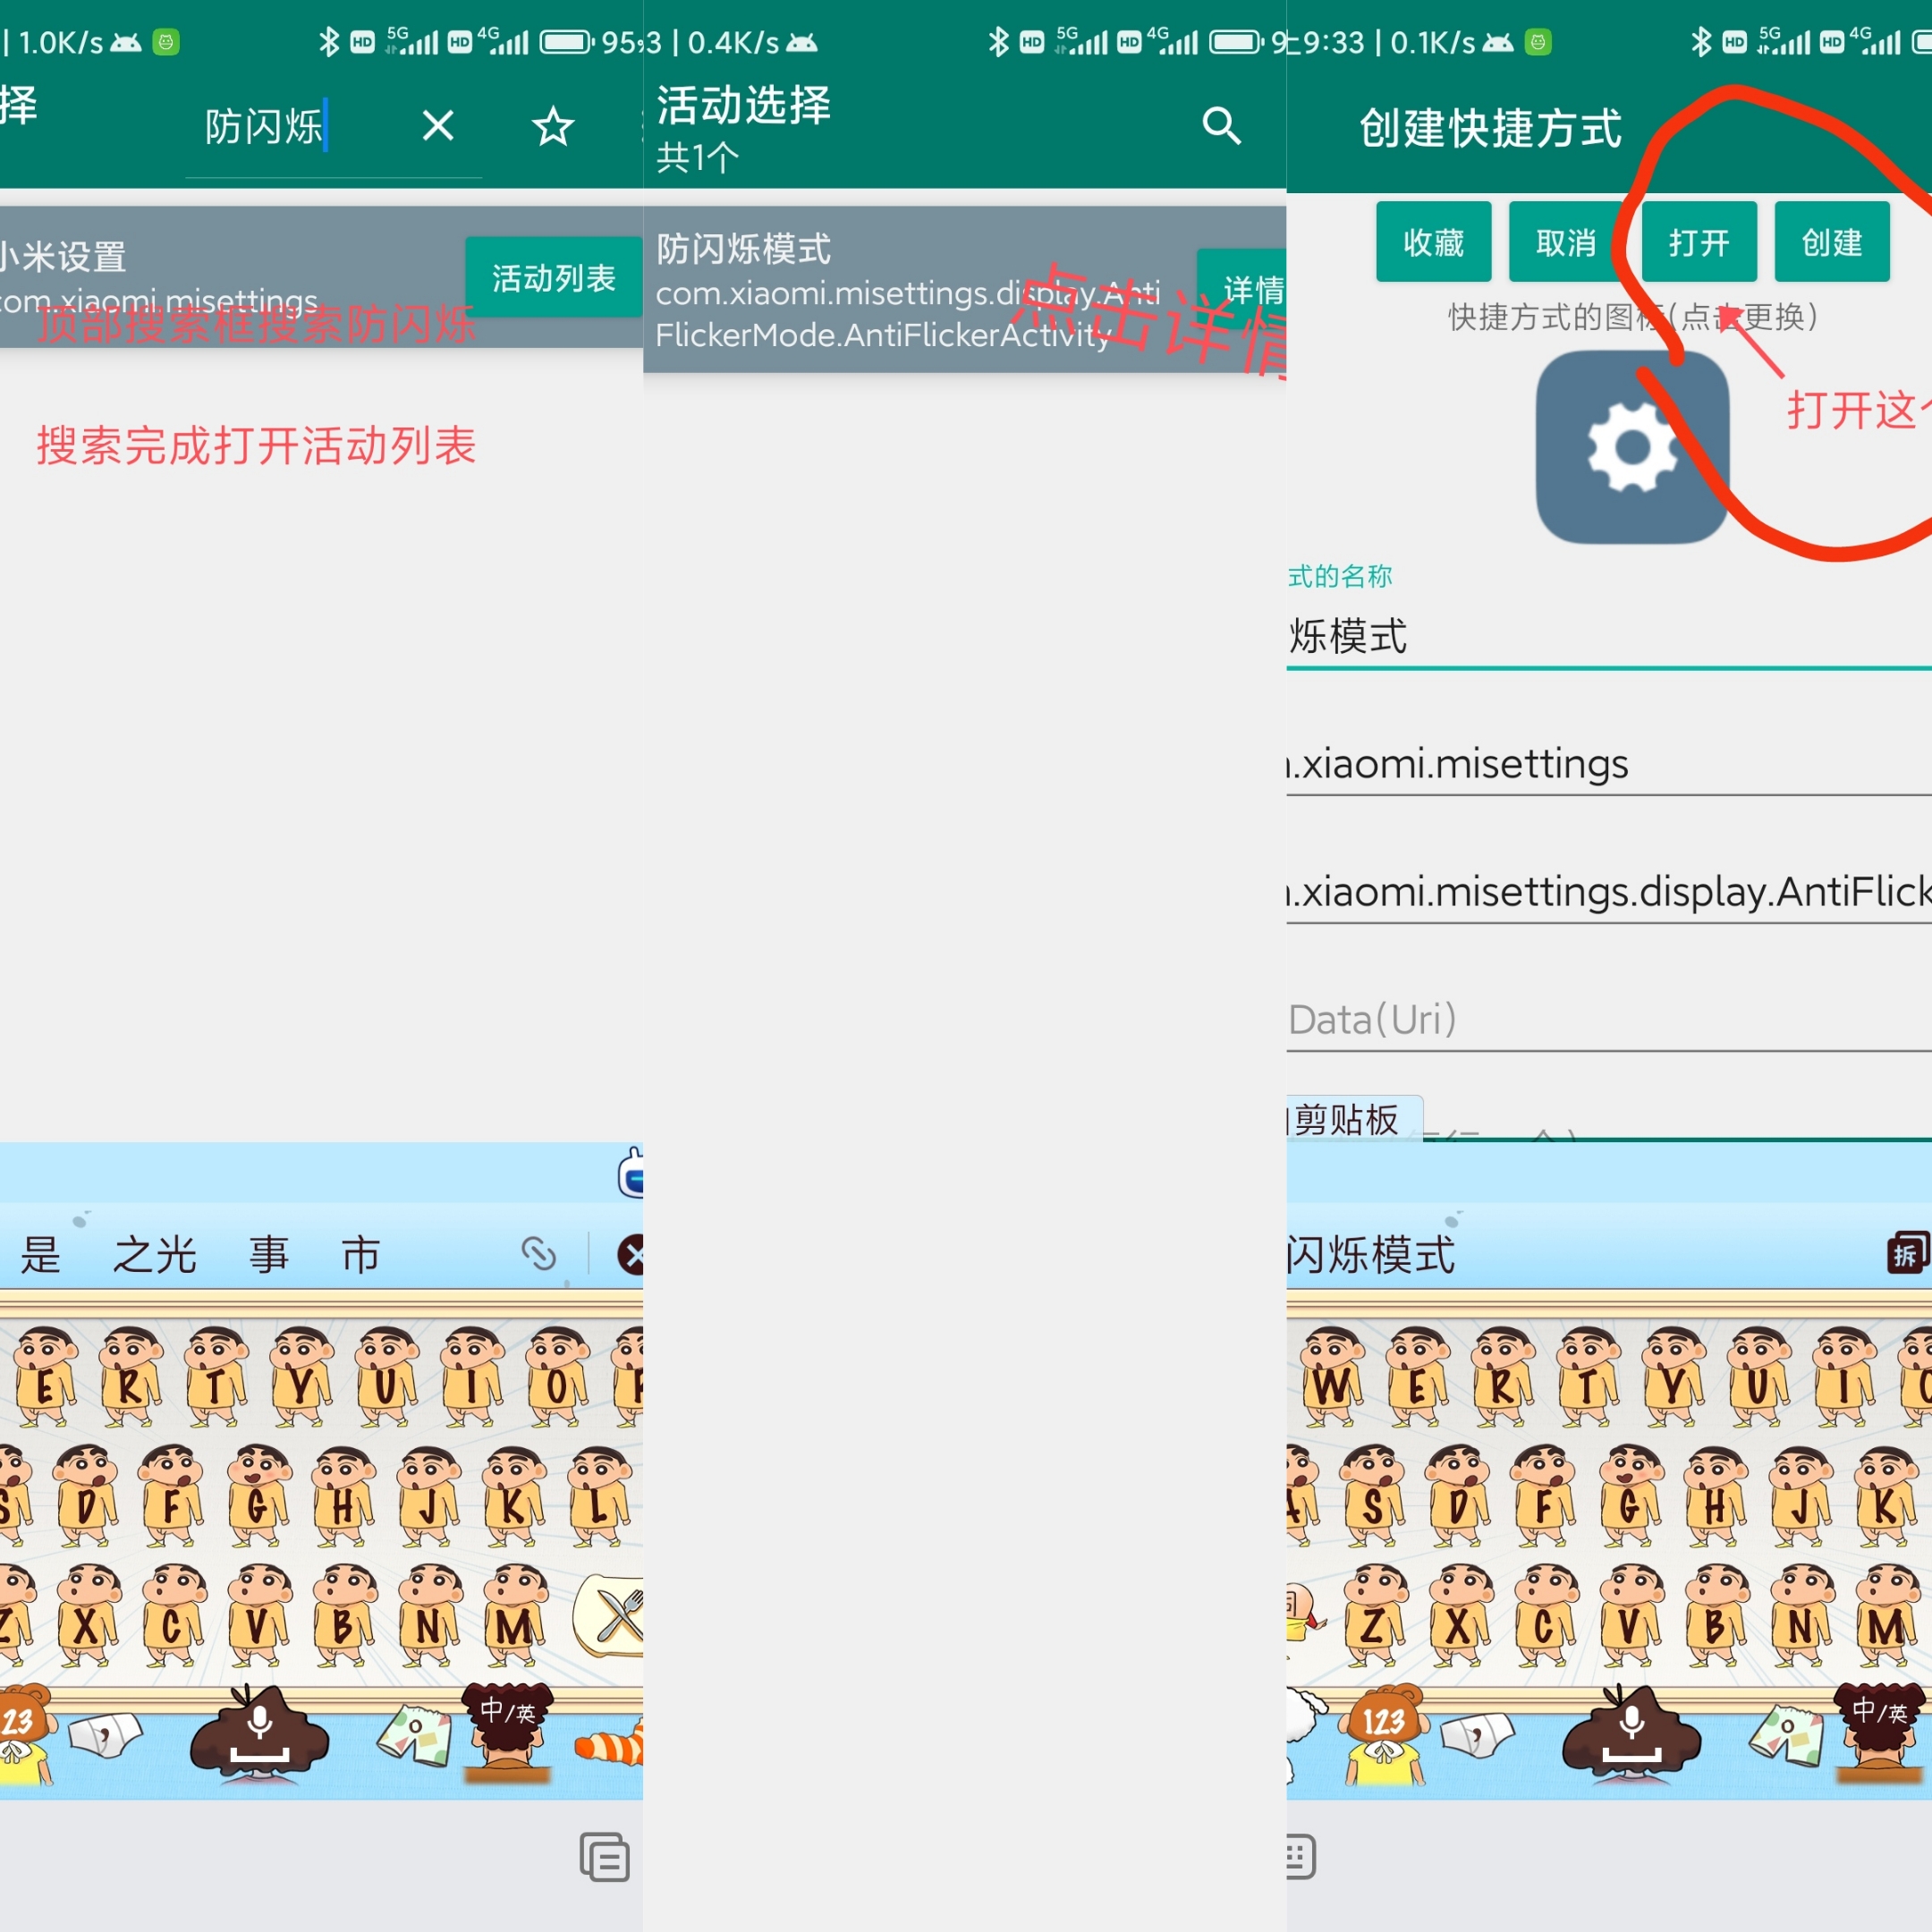 | 1.0K/s HD 5G HD 4G 95
择
防闪烁
小米设置
com.xiaomi.misettings
活动列表
顶部搜索框搜索防闪烁
搜索完成打开活动列表
是 之光 事 市
E R T Y U I O P
S D F G H J K L
Z X C V B N M
123 , 中/英
3 | 0.4K/s HD 5G HD 4G 9
活动选择
共1个
防闪烁模式
com.xiaomi.misettings.display.Anti
FlickerMode.AntiFlickerActivity
详情
点击详情
9:33 | 0.1K/s HD 5G HD 4G
创建快捷方式
收藏 取消 打开 创建
快捷方式的图标(点击更换)
打开这个
式的名称
烁模式
.xiaomi.misettings
.xiaomi.misettings.display.AntiFlick
Data(Uri)
剪贴板
闪烁模式
拆
W E R T Y U I O
A S D F G H J K
Z X C V B N M
123 , 中/英